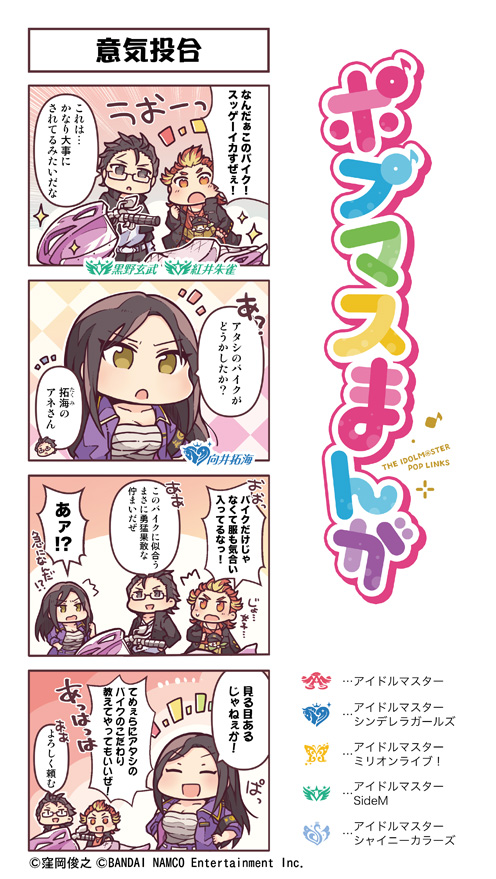 意気投合
なんだぁこのバイク!
スッゲーイカすぜぇ!
うおーっ
これは…
かなり大事に
されてるみたいだな
黒野玄武
紅井朱雀
あ?
アタシのバイクが
どうかしたか?
拓海の
たくみ
アネさん
向井拓海
おぉっ
バイクだけじゃ
なくて服も気合い
入ってるなっ!
じょ…
ああ
このバイクに似合う
まさに勇猛果敢な
佇まいだぜ
あァ!?
急になんだ
!?
見る目ある
じゃねぇか!
ぱっ
てめぇらにアタシの
バイクのこだわり
教えてやってもいいぜ!
あっはっは
ああ
よろしく頼む
ポプマスまんが
THE IDOLM@STER
POP LINKS
…アイドルマスター
…アイドルマスター
シンデレラガールズ
…アイドルマスター
ミリオンライブ!
…アイドルマスター
SideM
…アイドルマスター
シャイニーカラーズ
©窪岡俊之 ©BANDAI NAMCO Entertainment Inc.